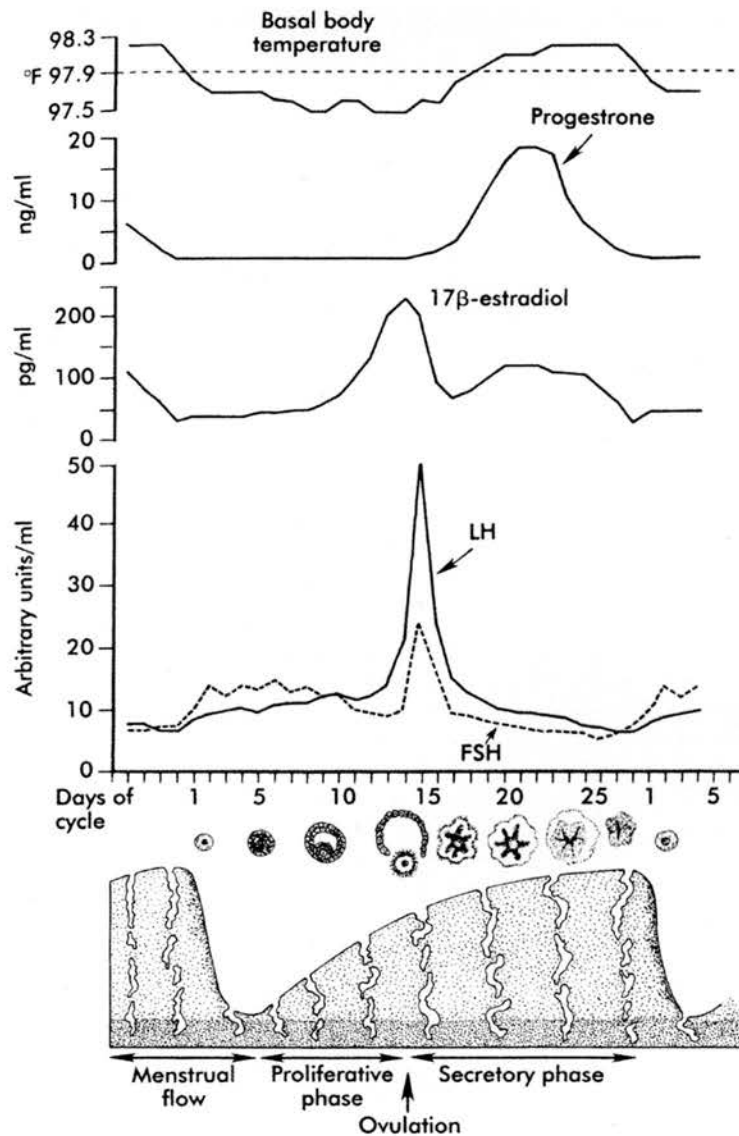 Basal body
temperature
98.3
°F 97.9
97.5
Progestrone
20
10
0
ng/ml
17β-estradiol
200
100
0
pg/ml
50
40
30
20
10
0
Arbitrary units/ml
LH
FSH
Days of
cycle
1 5 10 15 20 25 1 5
Menstrual
flow
Proliferative
phase
Secretory phase
Ovulation